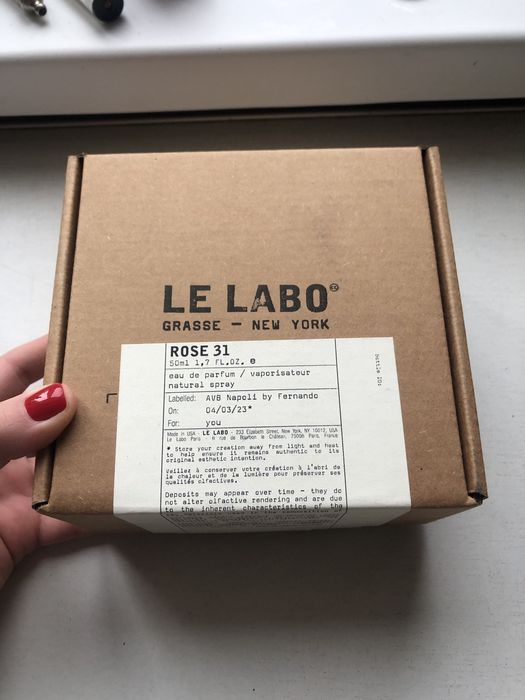 LE LABO®
GRASSE — NEW YORK
ROSE 31
50ml 1,7 FL.OZ. e
eau de parfum / vaporisateur
natural spray
Labelled: AVB Napoli by Fernando
On: 04/03/23*
For: you
Made in USA - LE LABO - 233 Elizabeth Street, New York, NY 10012, USA
Le Labo Paris - 6 rue de Bourbon le Château, 75006 Paris, France
* Store your creation away from light and heat
to help ensure it remains authentic to its
original esthetic intention.
Veillez à conserver votre création à l'abri de
la chaleur et de la lumière pour préserver ses
qualités olfactives.
Deposits may appear over time - they do
not alter olfactive rendering and are due
to the inherent characteristics of the
bottle ID: